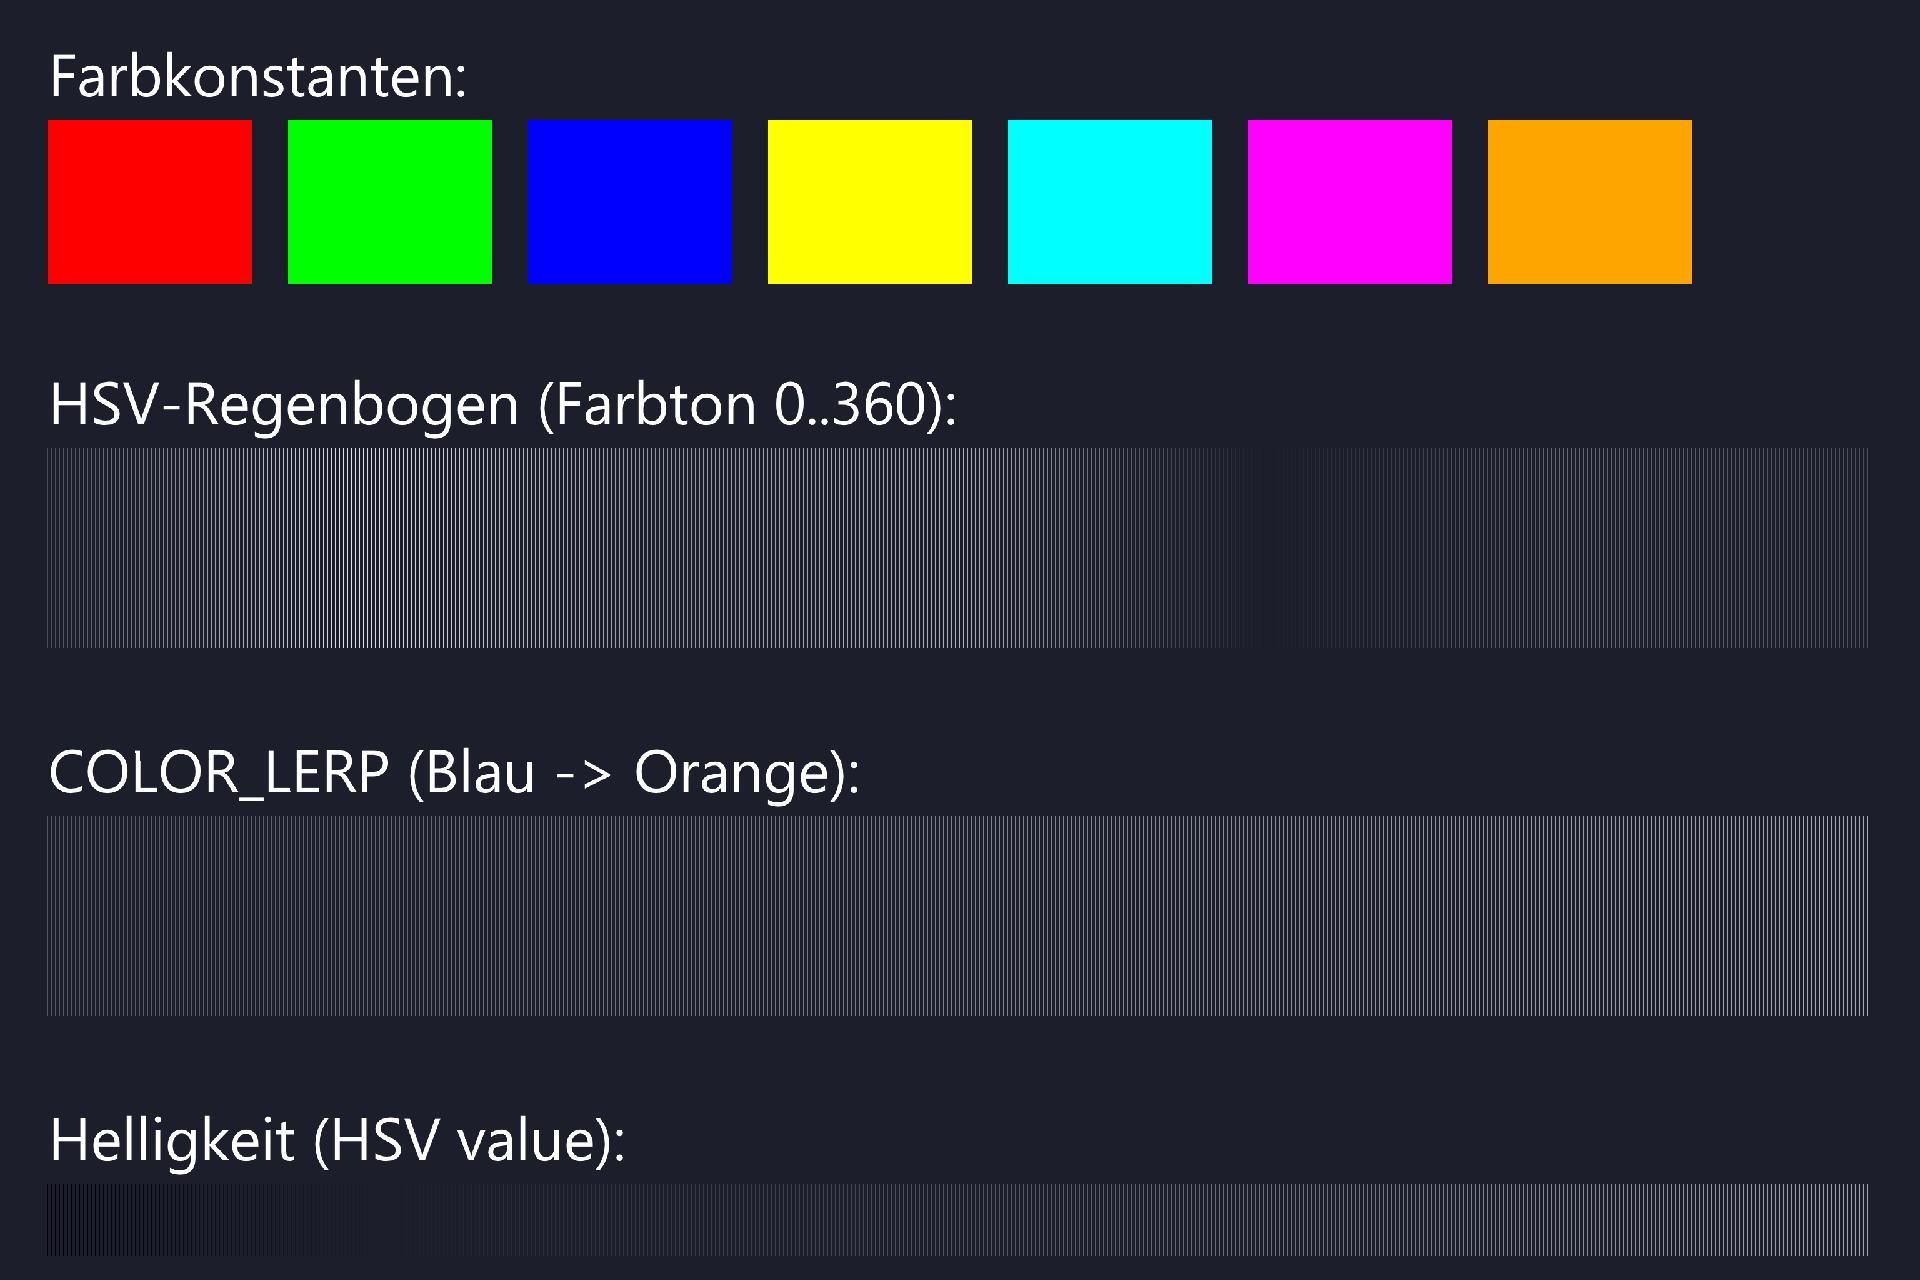 Farbkonstanten:
HSV-Regenbogen (Farbton 0..360):
COLOR_LERP (Blau -> Orange):
Helligkeit (HSV value):